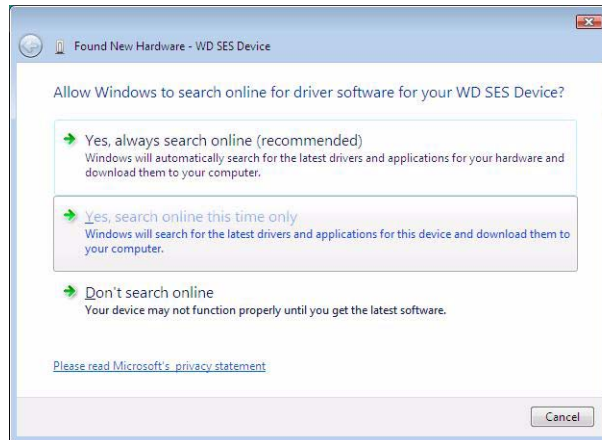 Found New Hardware - WD SES Device
Allow Windows to search online for driver software for your WD SES Device?
Yes, always search online (recommended)
Windows will automatically search for the latest drivers and applications for your hardware and
download them to your computer.
Yes, search online this time only
Windows will search for the latest drivers and applications for this device and download them to
your computer.
Don't search online
Your device may not function properly until you get the latest software.
Please read Microsoft's privacy statement
Cancel